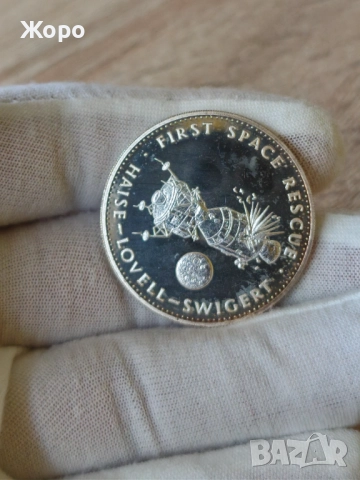 Жоро
FIRST SPACE RESCUE
HAISE-LOVELL-SWIGERT
BAZAR
bg